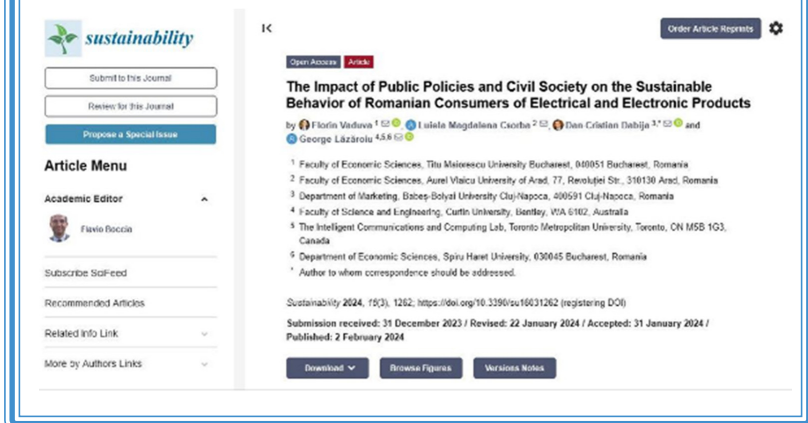 sustainability
Submit to this Journal
Review for this Journal
Propose a Special Issue
Article Menu
Academic Editor
Flavio Boccia
Subscribe SciFeed
Recommended Articles
Related Info Link
More by Authors Links
Order Article Reprints
Open Access Article
The Impact of Public Policies and Civil Society on the Sustainable
Behavior of Romanian Consumers of Electrical and Electronic Products
by Florin Vaduva 1, Luiela Magdalena Csorba 2, Dan Cristian Dabija 3,* and
George Lăzăroiu 4,5,6
1 Faculty of Economic Sciences, Titu Maiorescu University Bucharest, 040051 Bucharest, Romania
2 Faculty of Economic Sciences, Aurel Vlaicu University of Arad, 77, Revoluției Str., 310130 Arad, Romania
3 Department of Marketing, Babeș-Bolyai University Cluj-Napoca, 400591 Cluj-Napoca, Romania
4 Faculty of Science and Engineering, Curtin University, Bentley, WA 6102, Australia
5 The Intelligent Communications and Computing Lab, Toronto Metropolitan University, Toronto, ON M5B 1G3,
Canada
6 Department of Economic Sciences, Spiru Haret University, 030045 Bucharest, Romania
* Author to whom correspondence should be addressed.
Sustainability 2024, 16(3), 1262; https://doi.org/10.3390/su16031262 (registering DOI)
Submission received: 31 December 2023 / Revised: 22 January 2024 / Accepted: 31 January 2024 /
Published: 2 February 2024
Download
Browse Figures
Versions Notes